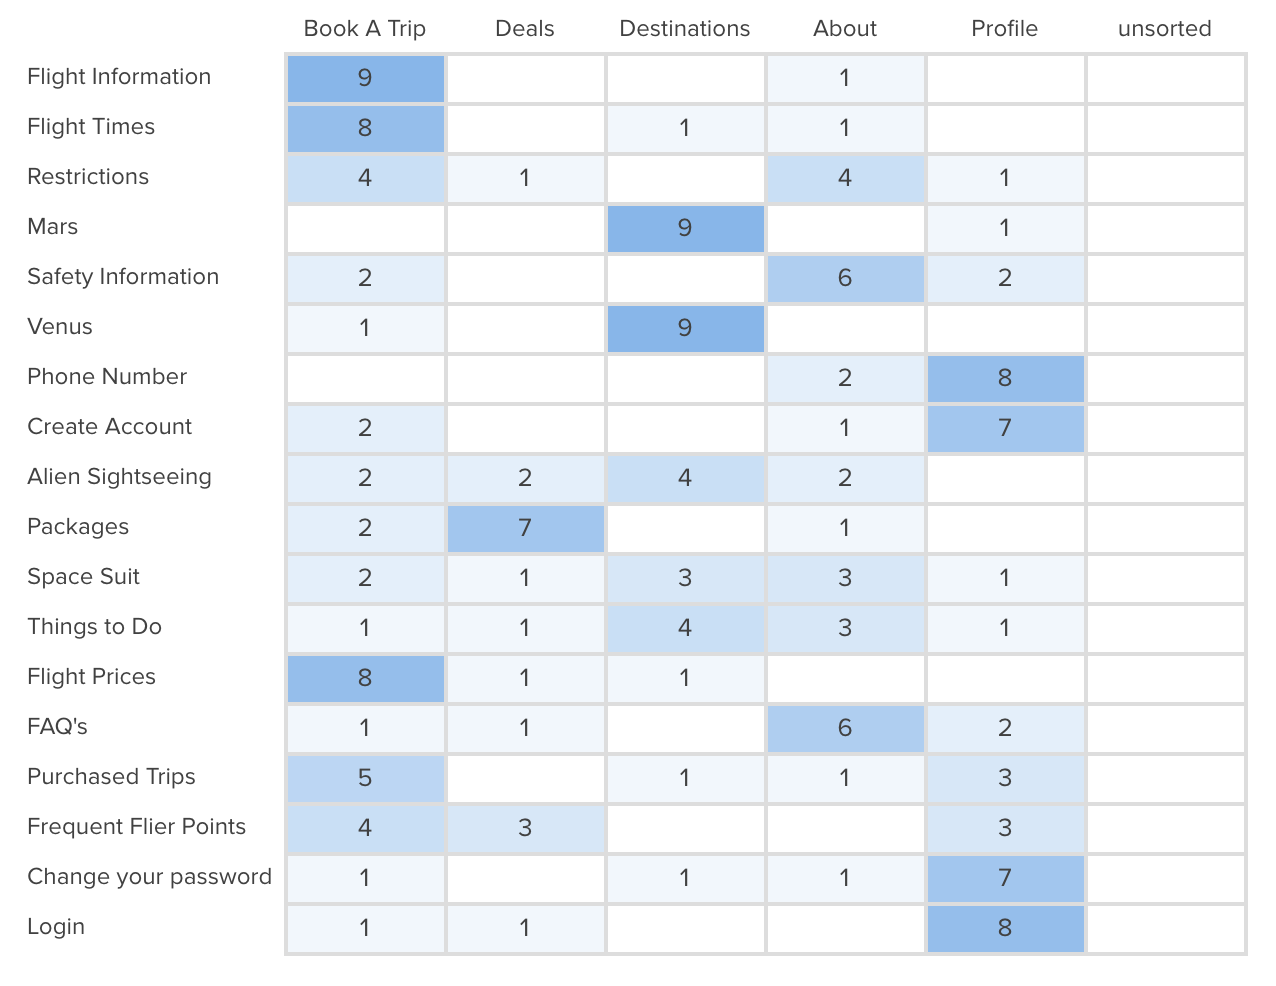 Book A Trip Deals Destinations About Profile unsorted
Flight Information 9 1
Flight Times 8 1 1
Restrictions 4 1 4 1
Mars 9 1
Safety Information 2 6 2
Venus 1 9
Phone Number 2 8
Create Account 2 1 7
Alien Sightseeing 2 2 4 2
Packages 2 7 1
Space Suit 2 1 3 3 1
Things to Do 1 1 4 3 1
Flight Prices 8 1 1
FAQ's 1 1 6 2
Purchased Trips 5 1 1 3
Frequent Flier Points 4 3 3
Change your password 1 1 1 7
Login 1 1 8